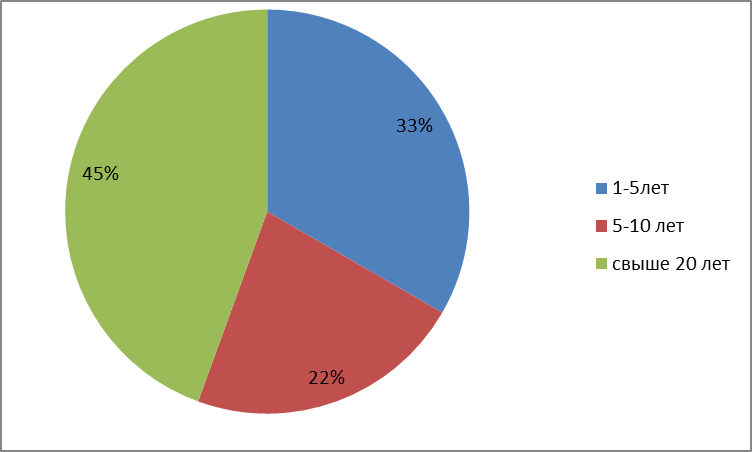 33%
45%
22%
1-5лет
5-10 лет
свыше 20 лет